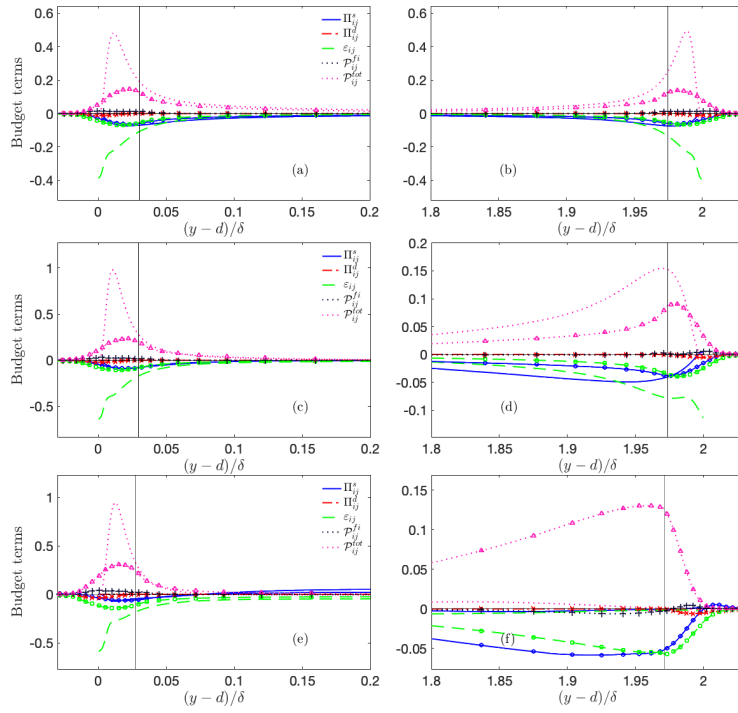 0.6
0.4
0.2
0
-0.2
-0.4
Budget terms
Π^s_ij
Π^d_ij
ε_ij
𝒫^fi_ij
𝒫^tot_ij
(a)
0 0.05 0.1 0.15 0.2
(y − d)/δ
0.6
0.4
0.2
0
-0.2
-0.4
(b)
1.8 1.85 1.9 1.95 2
(y − d)/δ
1
0.5
0
-0.5
Budget terms
Π^s_ij
Π^d_ij
ε_ij
𝒫^fi_ij
𝒫^tot_ij
(c)
0 0.05 0.1 0.15 0.2
(y − d)/δ
0.2
0.15
0.1
0.05
0
-0.05
-0.1
(d)
1.8 1.85 1.9 1.95 2
(y − d)/δ
1
0.5
0
-0.5
Budget terms
Π^s_ij
Π^d_ij
ε_ij
𝒫^fi_ij
𝒫^tot_ij
(e)
0 0.05 0.1 0.15 0.2
(y − d)/δ
0.15
0.1
0.05
0
-0.05
(f)
1.8 1.85 1.9 1.95 2
(y − d)/δ